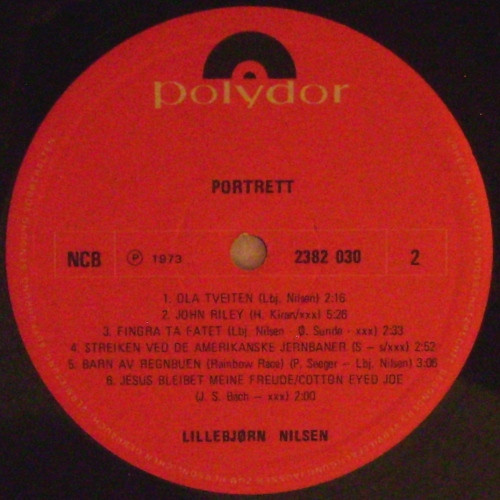 polydor
PORTRETT
NCB ℗ 1973 2382 030 2
1. OLA TVEITEN (Lbj. Nilsen) 2:16
2. JOHN RILEY (H. Kiran/xxx) 5:26
3. FINGRA TA FATET (Lbj. Nilsen - Ø. Sunde - xxx) 2:33
4. STREIKEN VED DE AMERIKANSKE JERNBANER (S – s/xxx) 2:52
5. BARN AV REGNBUEN (Rainbow Race) (P. Seeger – Lbj. Nilsen) 3:06
6. JESUS BLEIBET MEINE FREUDE/COTTON EYED JOE
(J. S. Bach – xxx) 2:00
LILLEBJØRN NILSEN